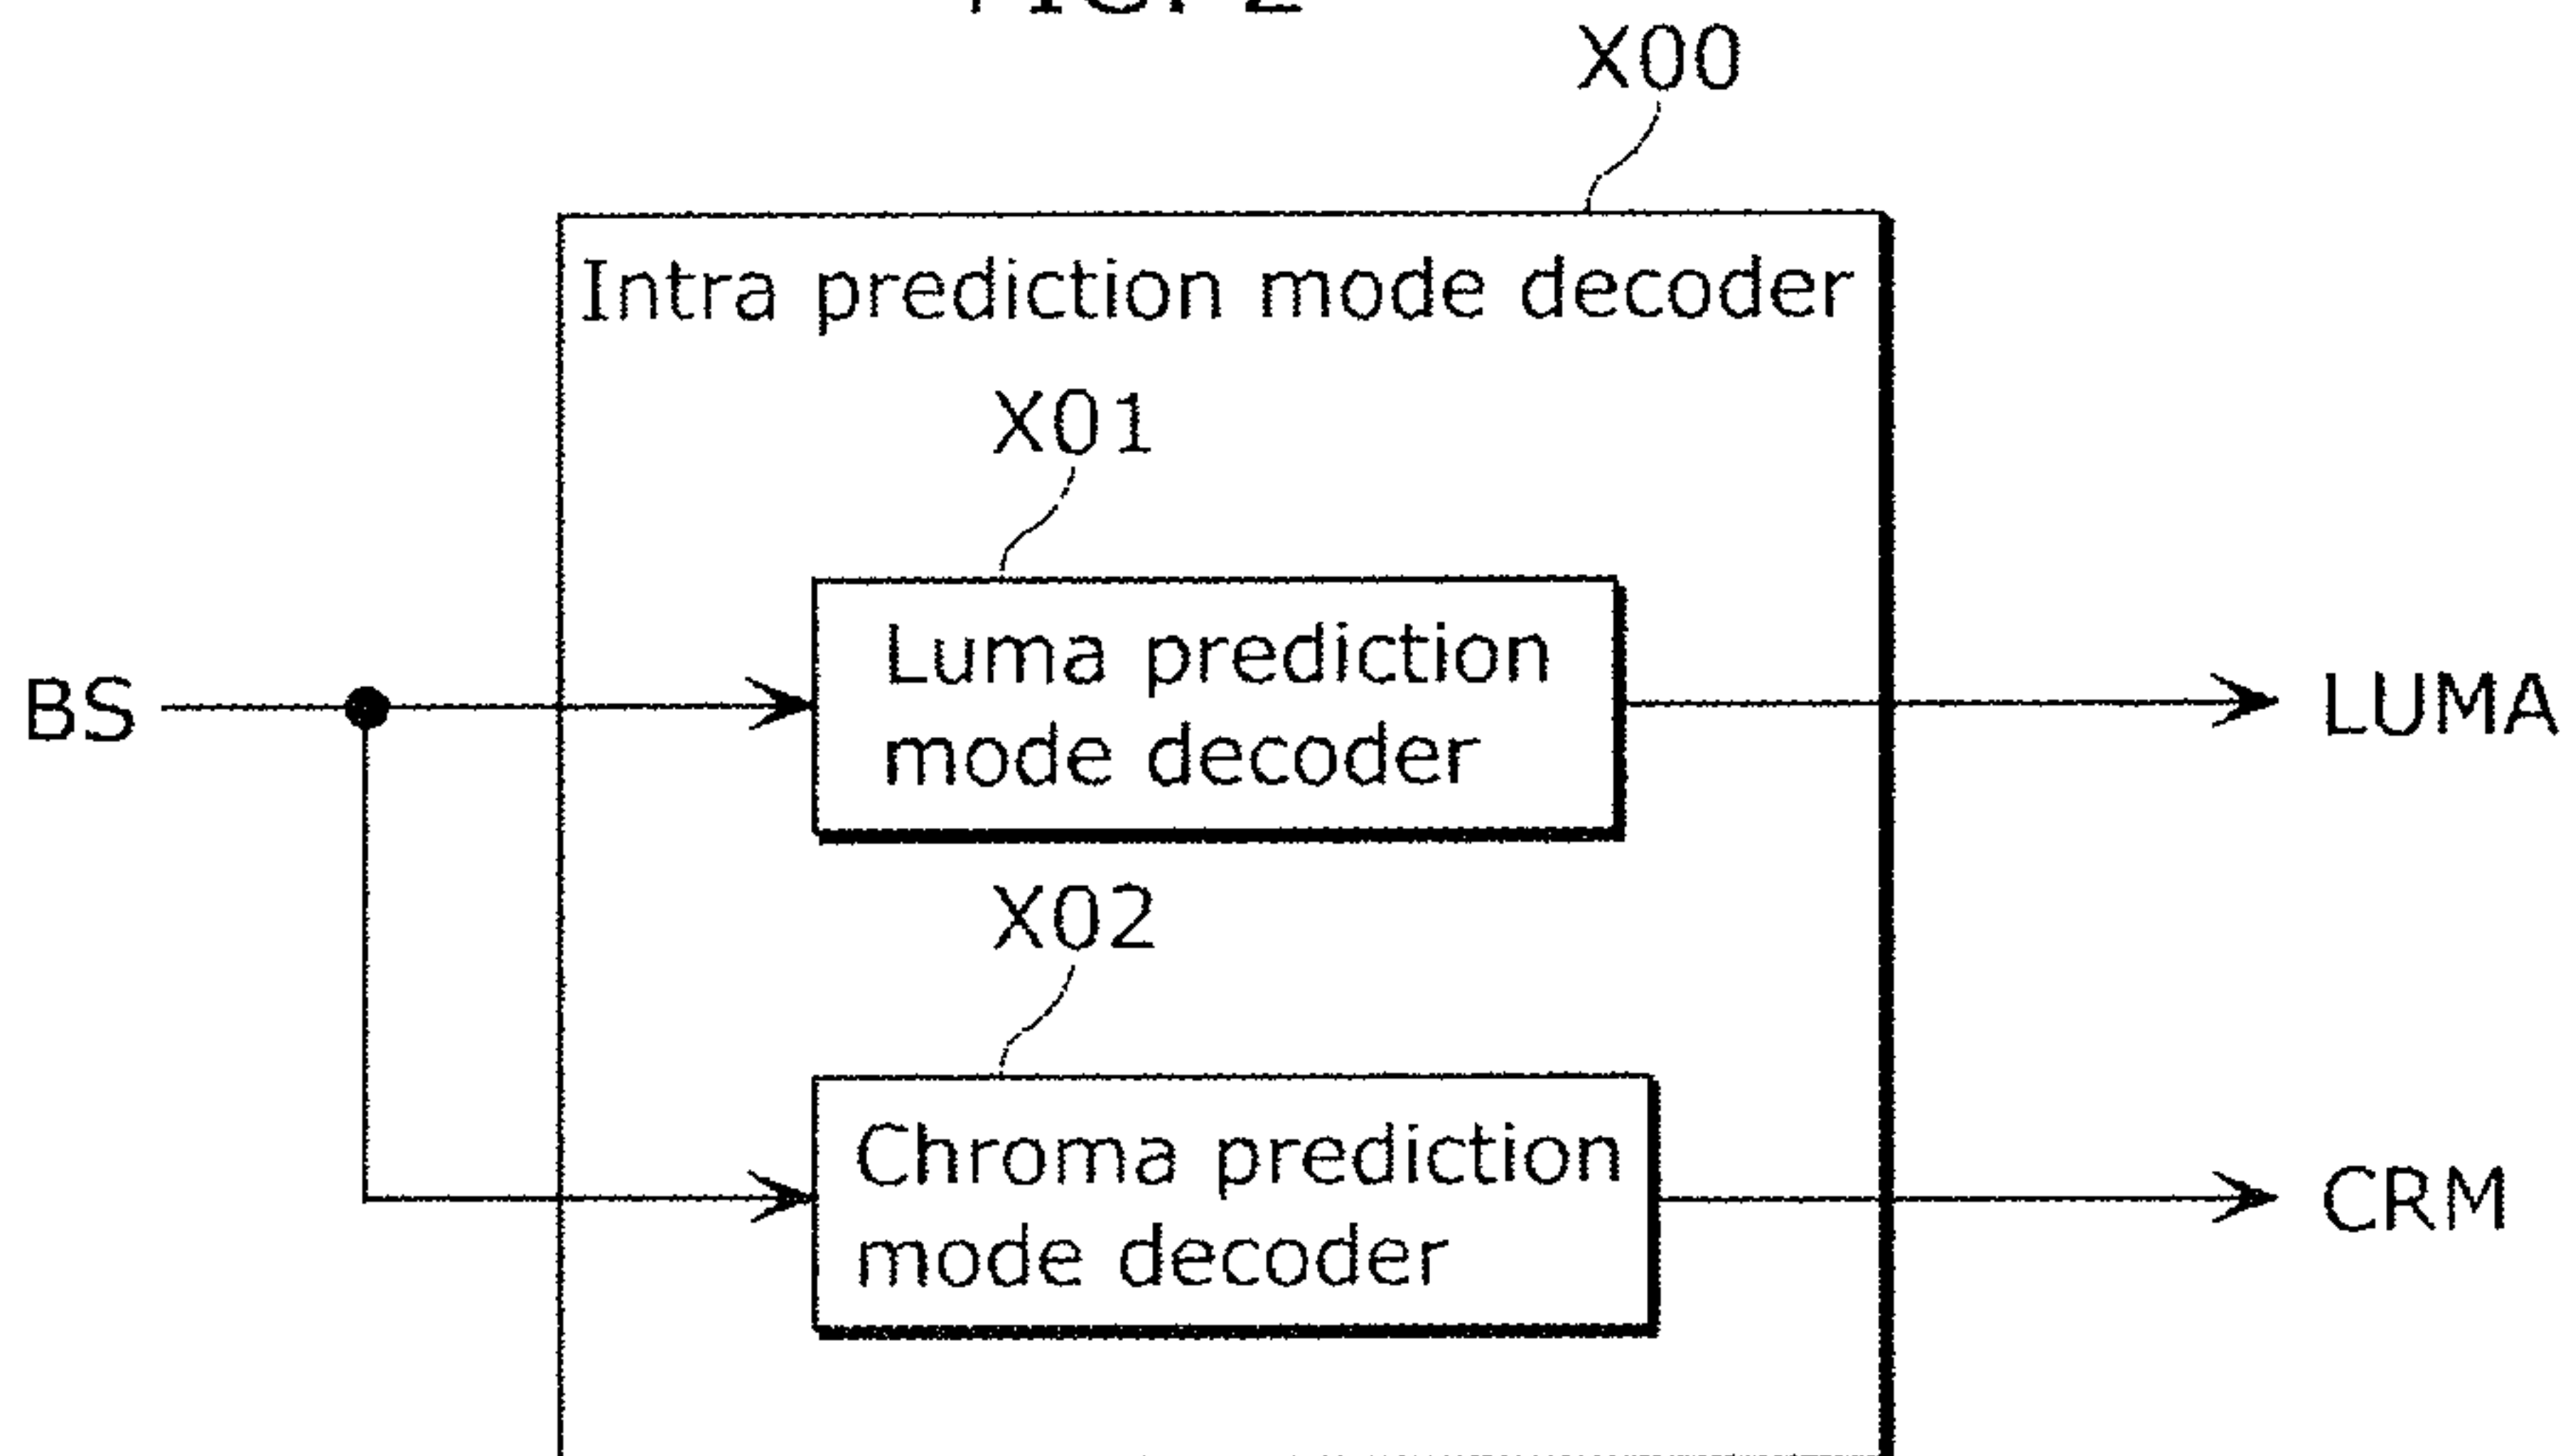 X00
Intra prediction mode decoder
X01
Luma prediction
mode decoder
BS
LUMA
X02
Chroma prediction
mode decoder
CRM